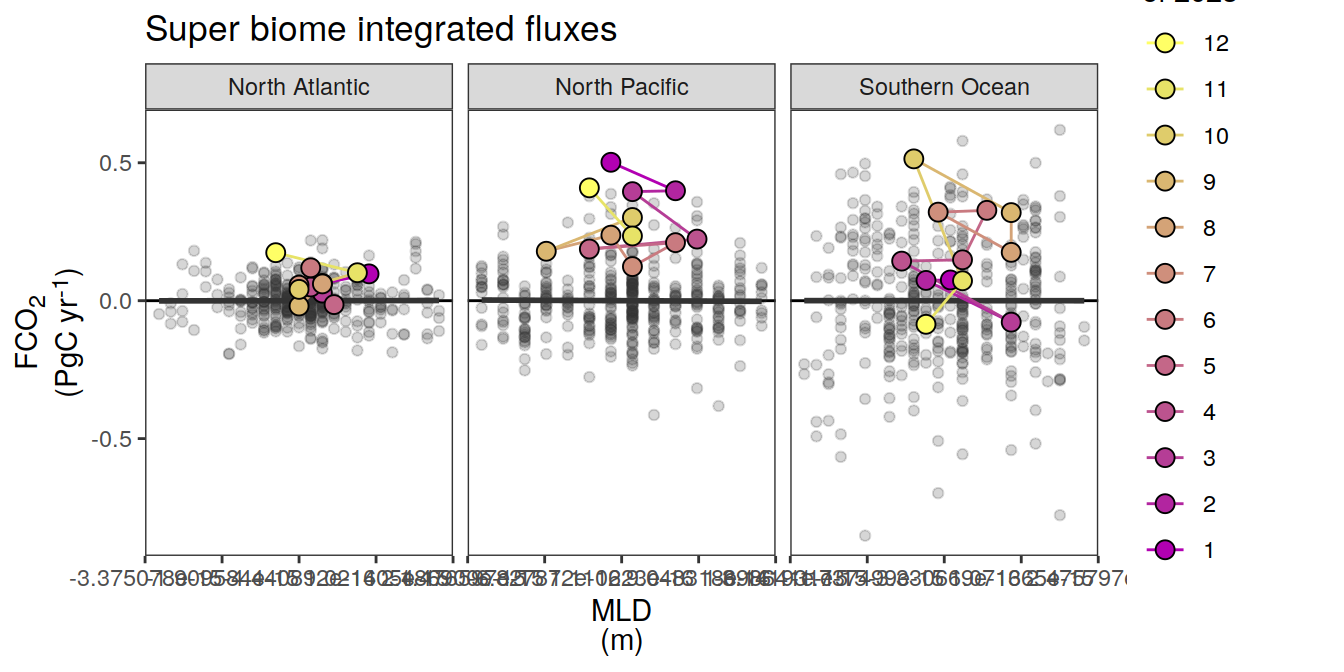 Super biome integrated fluxes
North Atlantic
North Pacific
Southern Ocean
12
11
10
9
8
7
6
5
4
3
2
1
0.5
0.0
-0.5
FCO2
(PgC yr-1)
MLD
(m)